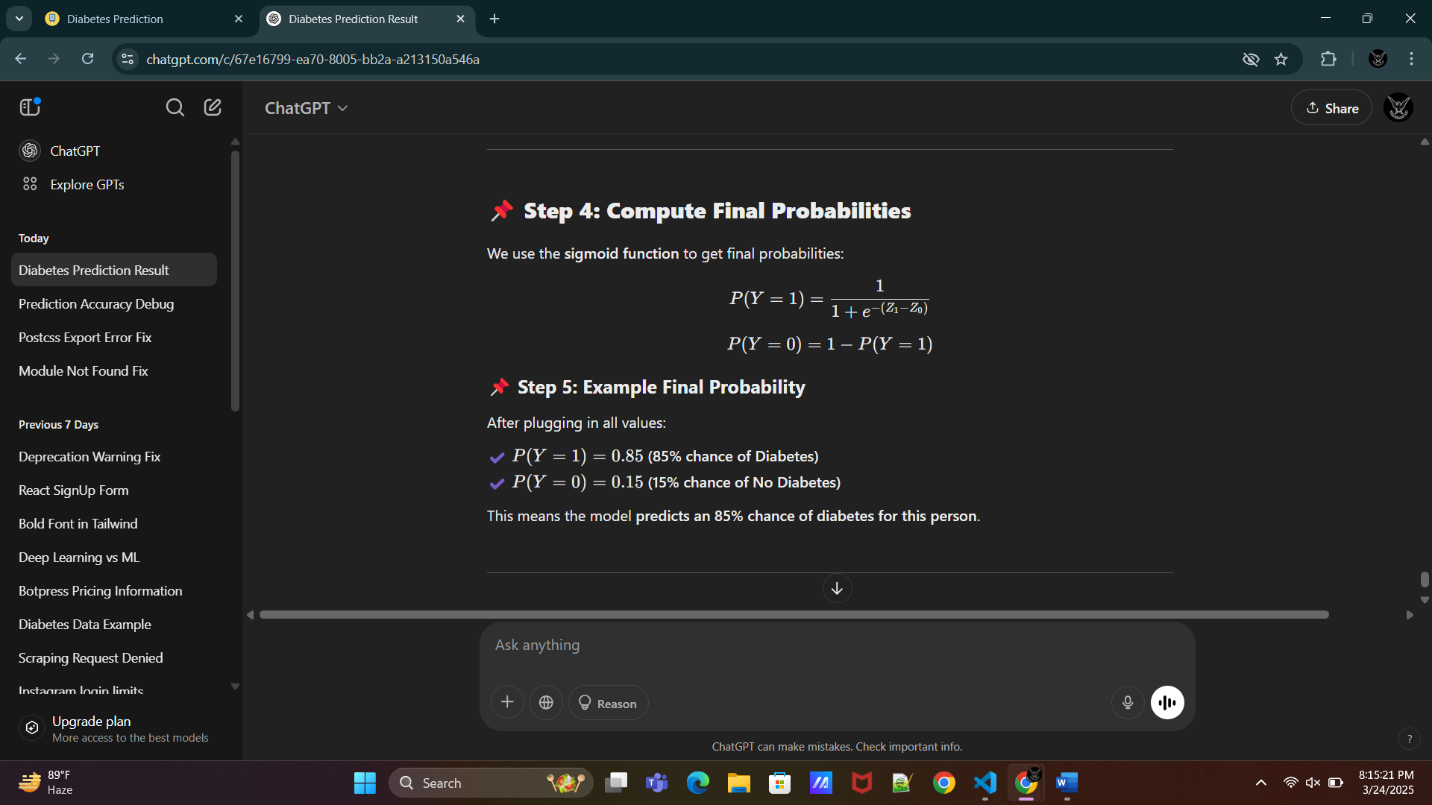 Diabetes Prediction
Diabetes Prediction Result
chatgpt.com/c/67e16799-ea70-8005-bb2a-a213150a546a
ChatGPT
Share
ChatGPT
Explore GPTs
Today
Diabetes Prediction Result
Prediction Accuracy Debug
Postcss Export Error Fix
Module Not Found Fix
Previous 7 Days
Deprecation Warning Fix
React SignUp Form
Bold Font in Tailwind
Deep Learning vs ML
Botpress Pricing Information
Diabetes Data Example
Scraping Request Denied
Instagram login limits
Upgrade plan
More access to the best models
📌 Step 4: Compute Final Probabilities
We use the sigmoid function to get final probabilities:
P(Y = 1) = 1 / (1 + e^−(Z₁−Z₀))
P(Y = 0) = 1 − P(Y = 1)
📌 Step 5: Example Final Probability
After plugging in all values:
✔ P(Y = 1) = 0.85 (85% chance of Diabetes)
✔ P(Y = 0) = 0.15 (15% chance of No Diabetes)
This means the model predicts an 85% chance of diabetes for this person.
Ask anything
Reason
ChatGPT can make mistakes. Check important info.
?
89°F
Haze
Search
8:15:21 PM
3/24/2025